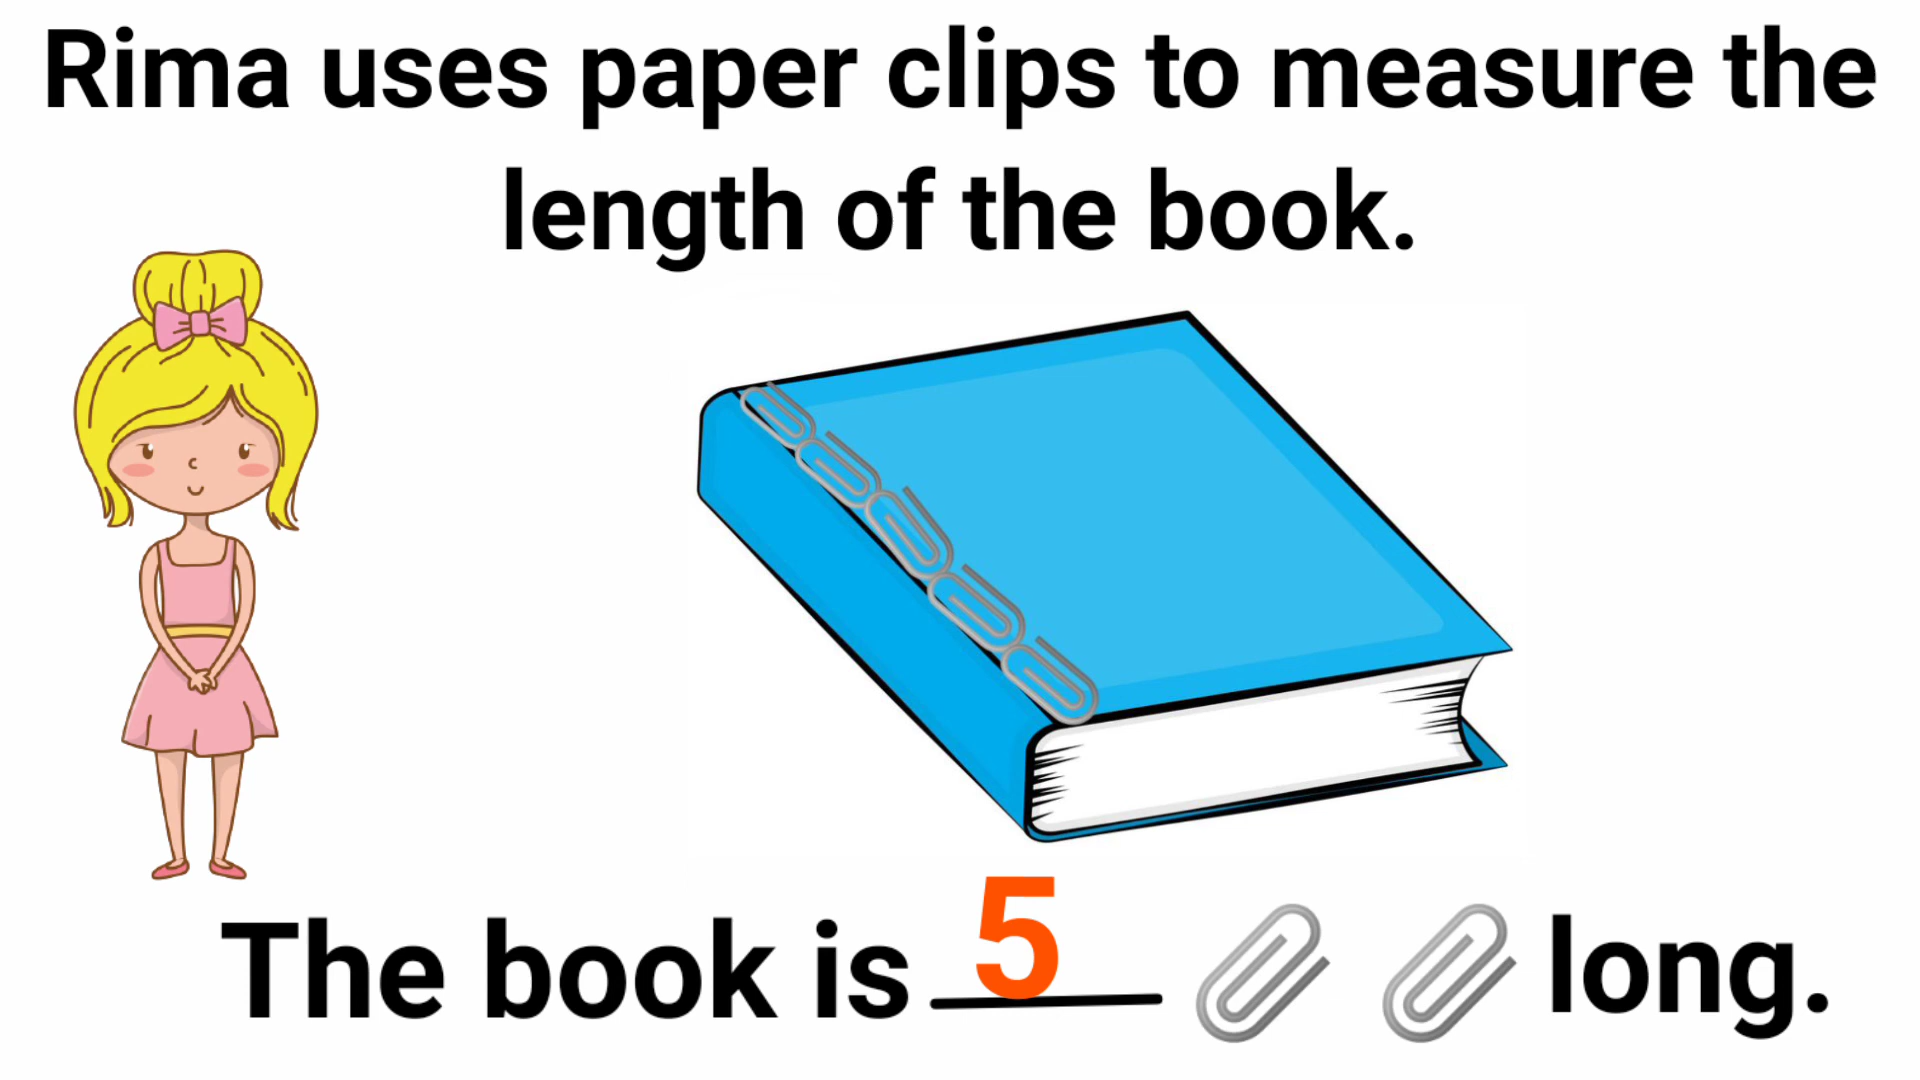 Rima uses paper clips to measure the
length of the book.
The book is 5 long.